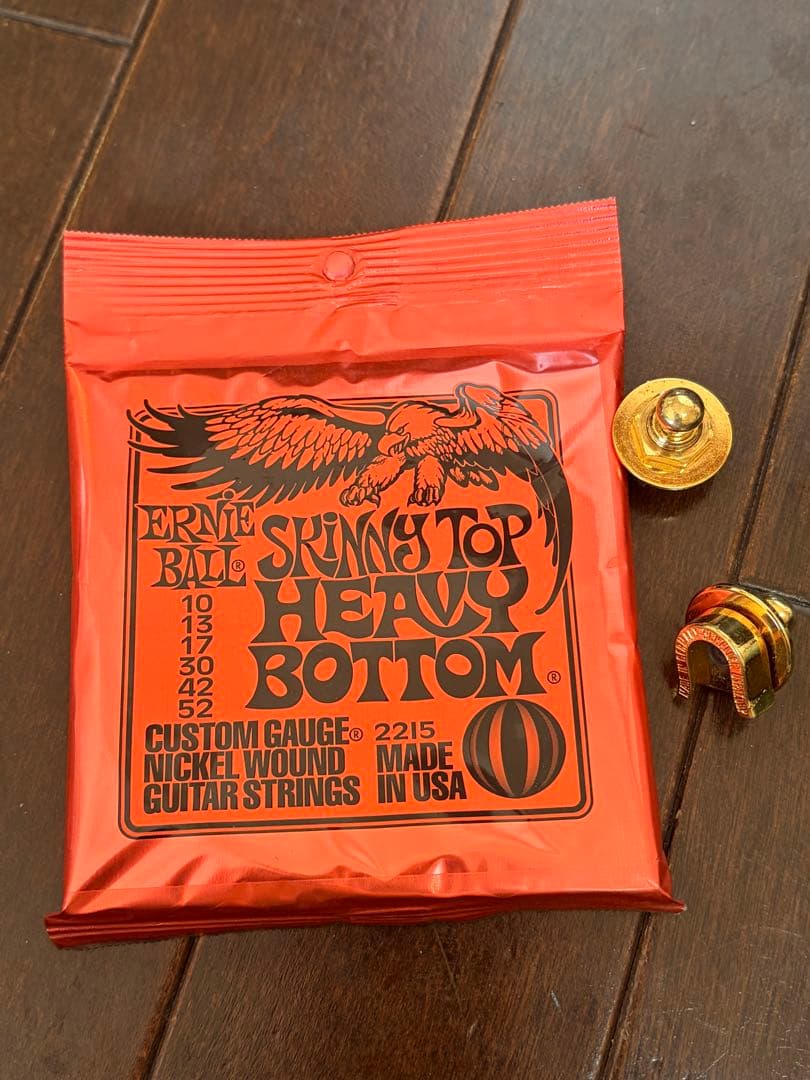 ERNIE
BALL®
SKINNY TOP
HEAVY
BOTTOM®
10
13
17
30
42
52
CUSTOM GAUGE®
NICKEL WOUND
GUITAR STRINGS
2215
MADE
IN USA